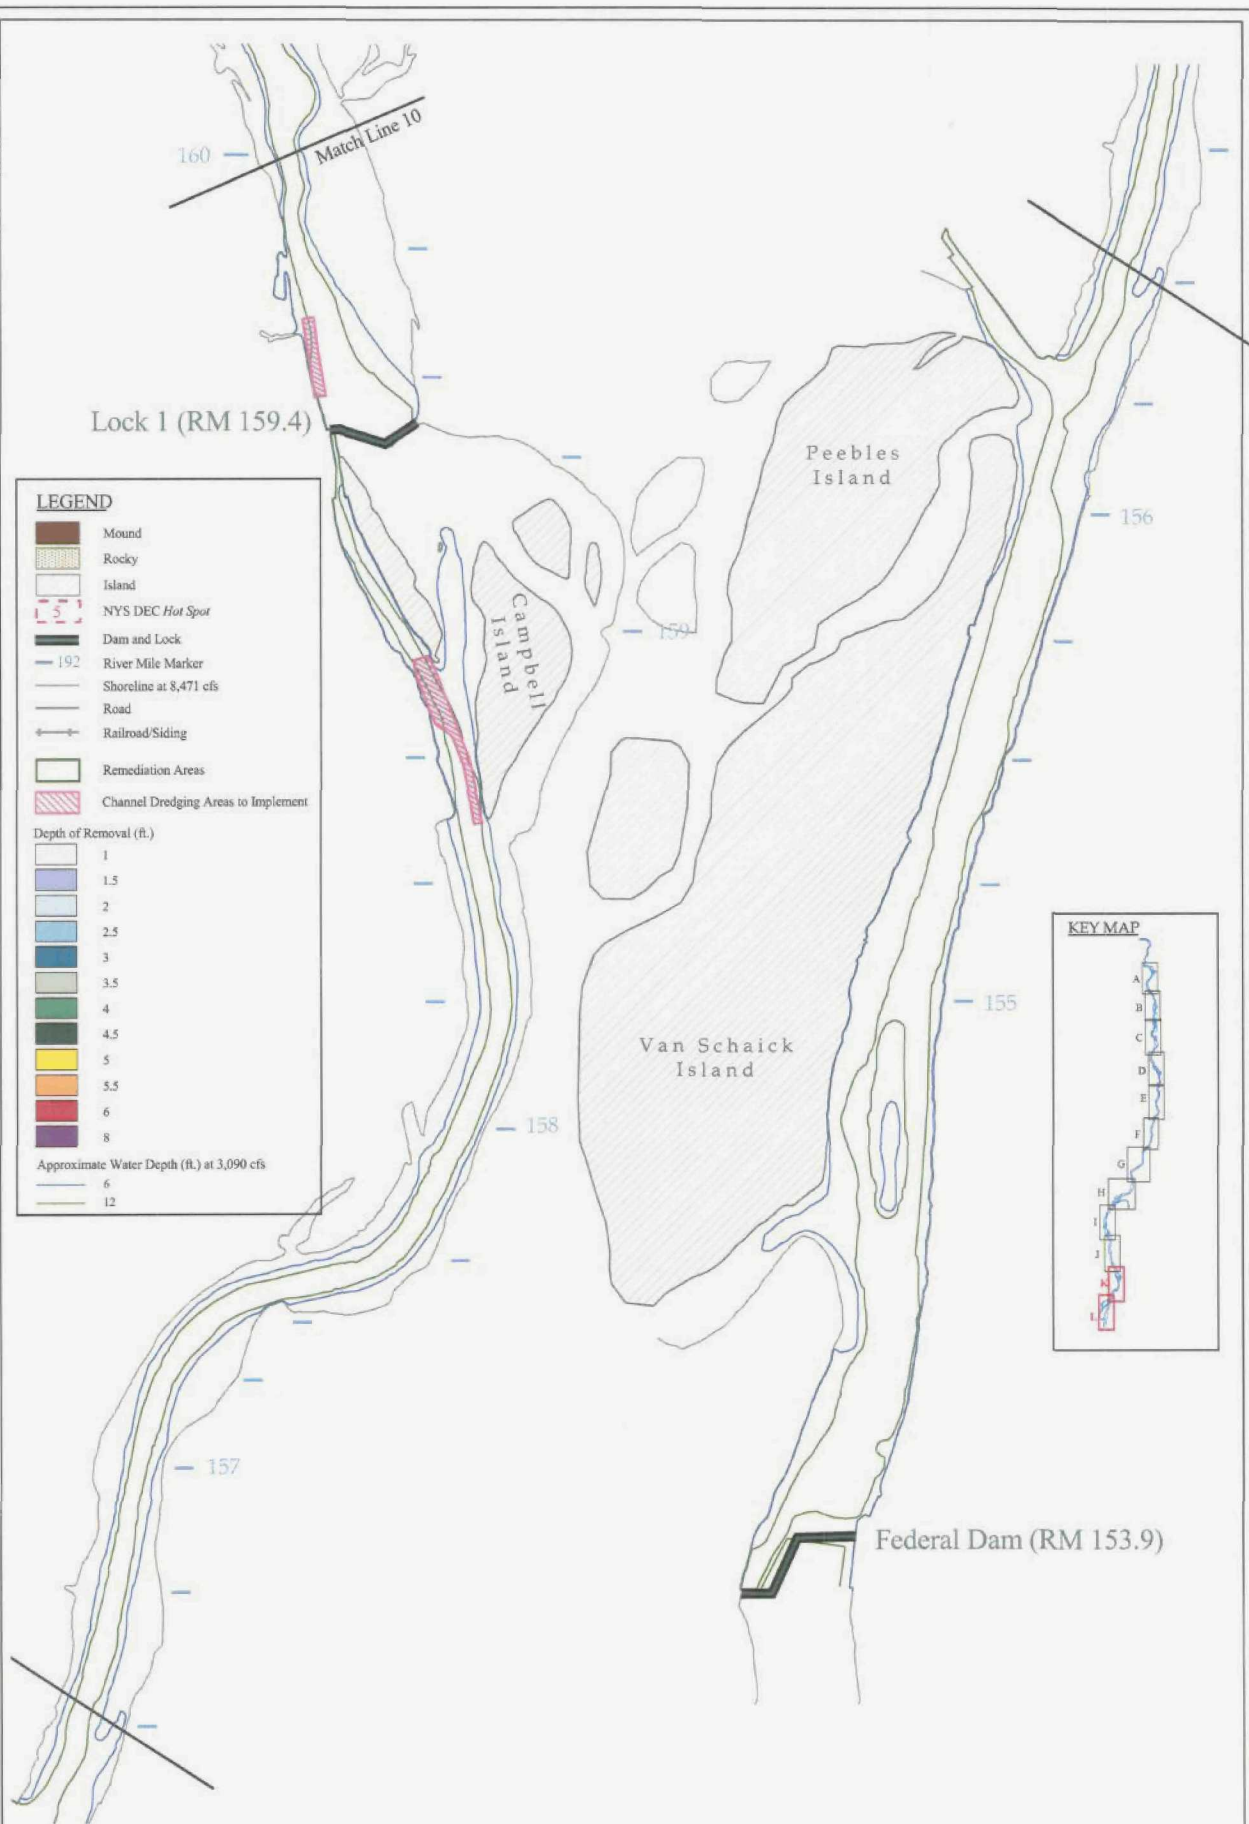 160
Match Line 10
Lock 1 (RM 159.4)
Peebles
Island
156
159
Campbell
Island
LEGEND
Mound
Rocky
Island
5 NYS DEC Hot Spot
Dam and Lock
192 River Mile Marker
Shoreline at 8,471 cfs
Road
Railroad/Siding
Remediation Areas
Channel Dredging Areas to Implement
Depth of Removal (ft.)
1
1.5
2
2.5
3
3.5
4
4.5
5
5.5
6
8
Approximate Water Depth (ft.) at 3,090 cfs
6
12
KEY MAP
A
B
C
D
E
F
G
H
I
J
K
L
155
Van Schaick
Island
158
157
Federal Dam (RM 153.9)